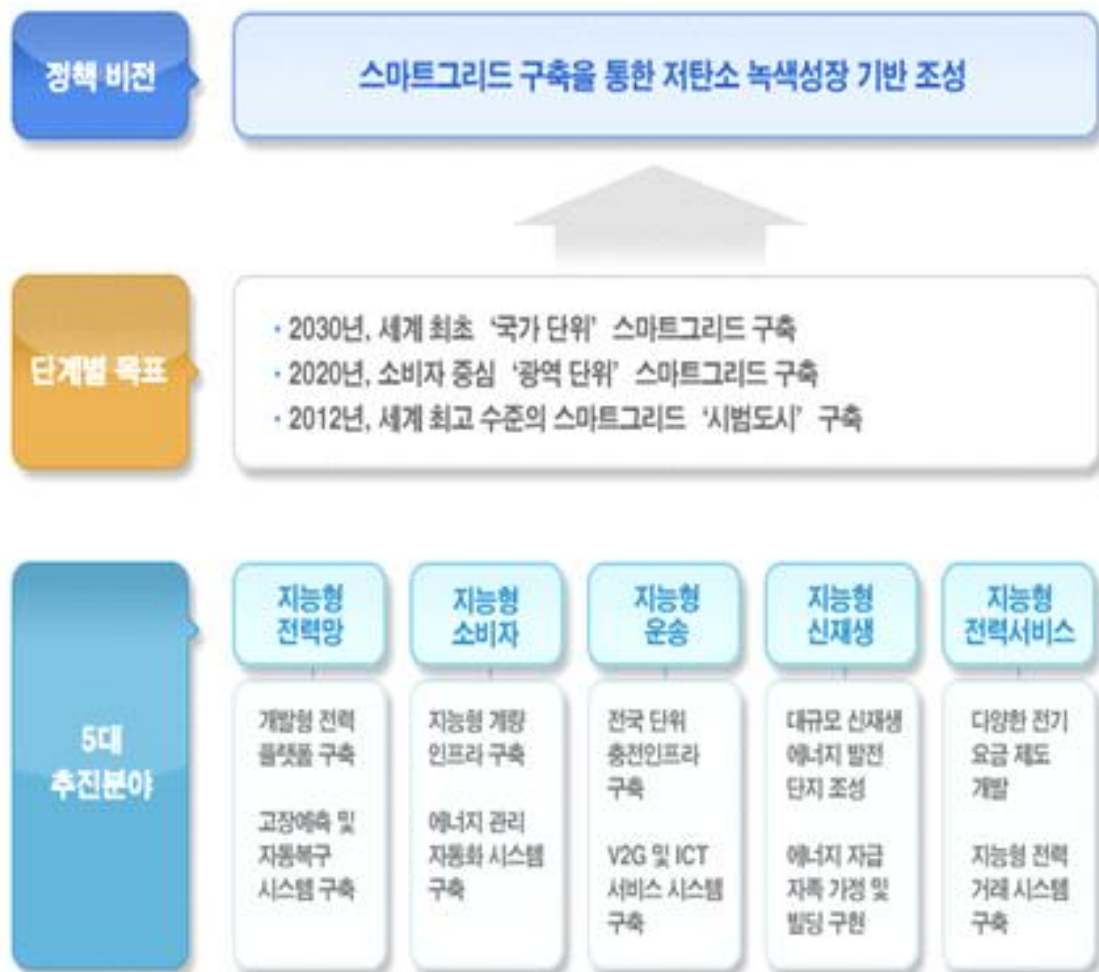 정책 비전
스마트그리드 구축을 통한 저탄소 녹색성장 기반 조성
단계별 목표
· 2030년, 세계 최초 ‘국가 단위’ 스마트그리드 구축
· 2020년, 소비자 중심 ‘광역 단위’ 스마트그리드 구축
· 2012년, 세계 최고 수준의 스마트그리드 ‘시범도시’ 구축
5대
추진분야
지능형
전력망
개발형 전력
플랫폼 구축
고장예측 및
자동복구
시스템 구축
지능형
소비자
지능형 계량
인프라 구축
에너지 관리
자동화 시스템
구축
지능형
운송
전국 단위
충전인프라
구축
V2G 및 ICT
서비스 시스템
구축
지능형
신재생
대규모 신재생
에너지 발전
단지 조성
에너지 자급
자족 가정 및
빌딩 구현
지능형
전력서비스
다양한 전기
요금 제도
개발
지능형 전력
거래 시스템
구축